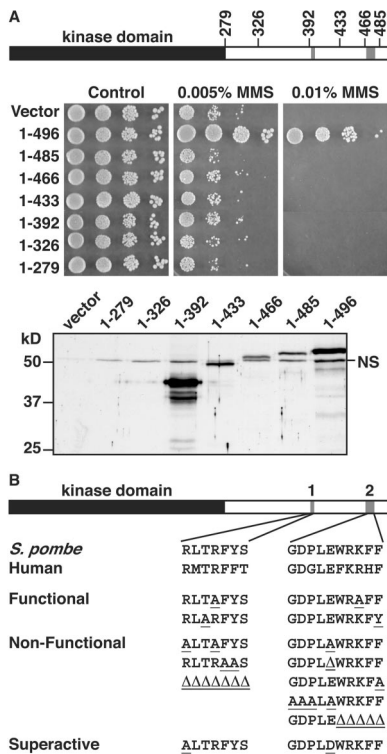 A
279 326 392 433 466 485
kinase domain
Control 0.005% MMS 0.01% MMS
Vector
1-496
1-485
1-466
1-433
1-392
1-326
1-279
vector 1-279 1-326 1-392 1-433 1-466 1-485 1-496
kD
50
NS
37
25
B
kinase domain 1 2
S. pombe RLTRFYS GDPLEWRKFF
Human RMTRFFT GDGLEFKRHF
Functional RLTAFYS GDPLEWRAFF
RLARFYS GDPLEWRKFY
Non-Functional ALTAFYS GDPLAWRKFF
RLTRAAS GDPLΔWRKFF
ΔΔΔΔΔΔΔ GDPLEWRKFA
AAALAWRKFF
GDPLEΔΔΔΔΔ
Superactive ALTRFYS GDPLDWRKFF